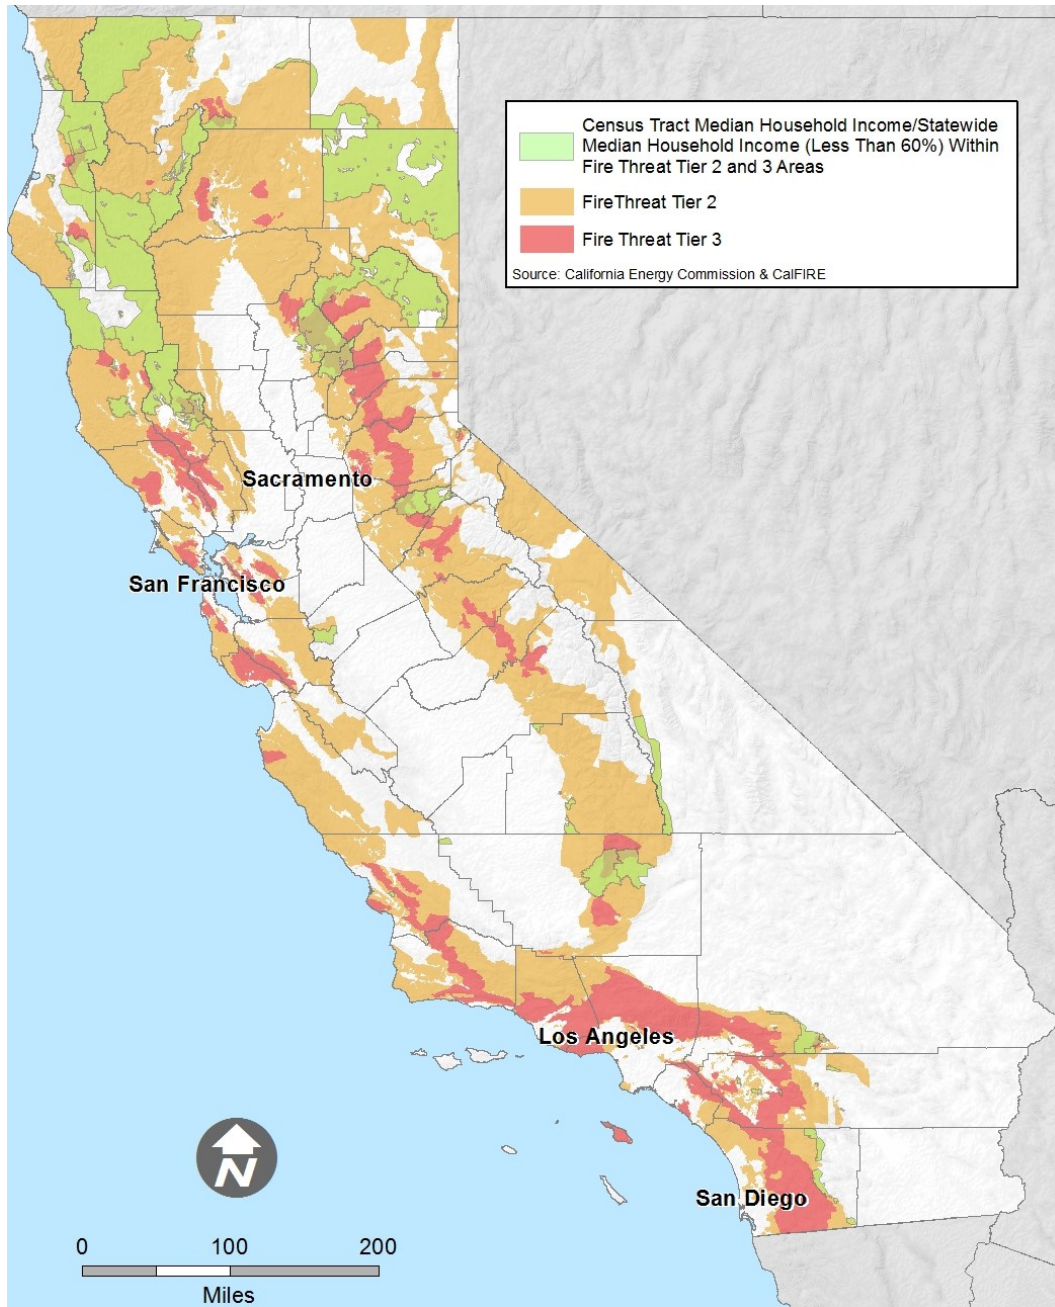 Census Tract Median Household Income/Statewide
Median Household Income (Less Than 60%) Within
Fire Threat Tier 2 and 3 Areas
FireThreat Tier 2
Fire Threat Tier 3
Source: California Energy Commission & CalFIRE
Sacramento
San Francisco
Los Angeles
San Diego
N
0 100 200
Miles